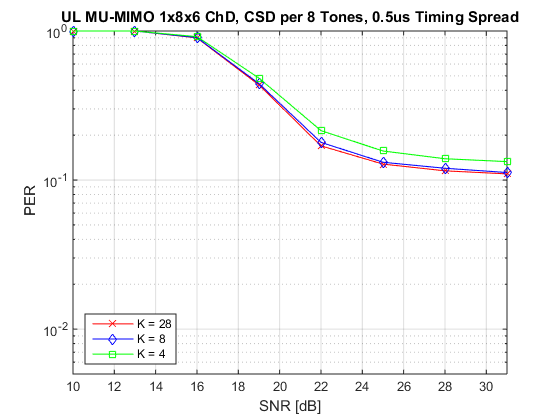 UL MU-MIMO 1x8x6 ChD, CSD per 8 Tones, 0.5us Timing Spread
10^0
10^-1
10^-2
PER
K = 28
K = 8
K = 4
10 12 14 16 18 20 22 24 26 28 30
SNR [dB]